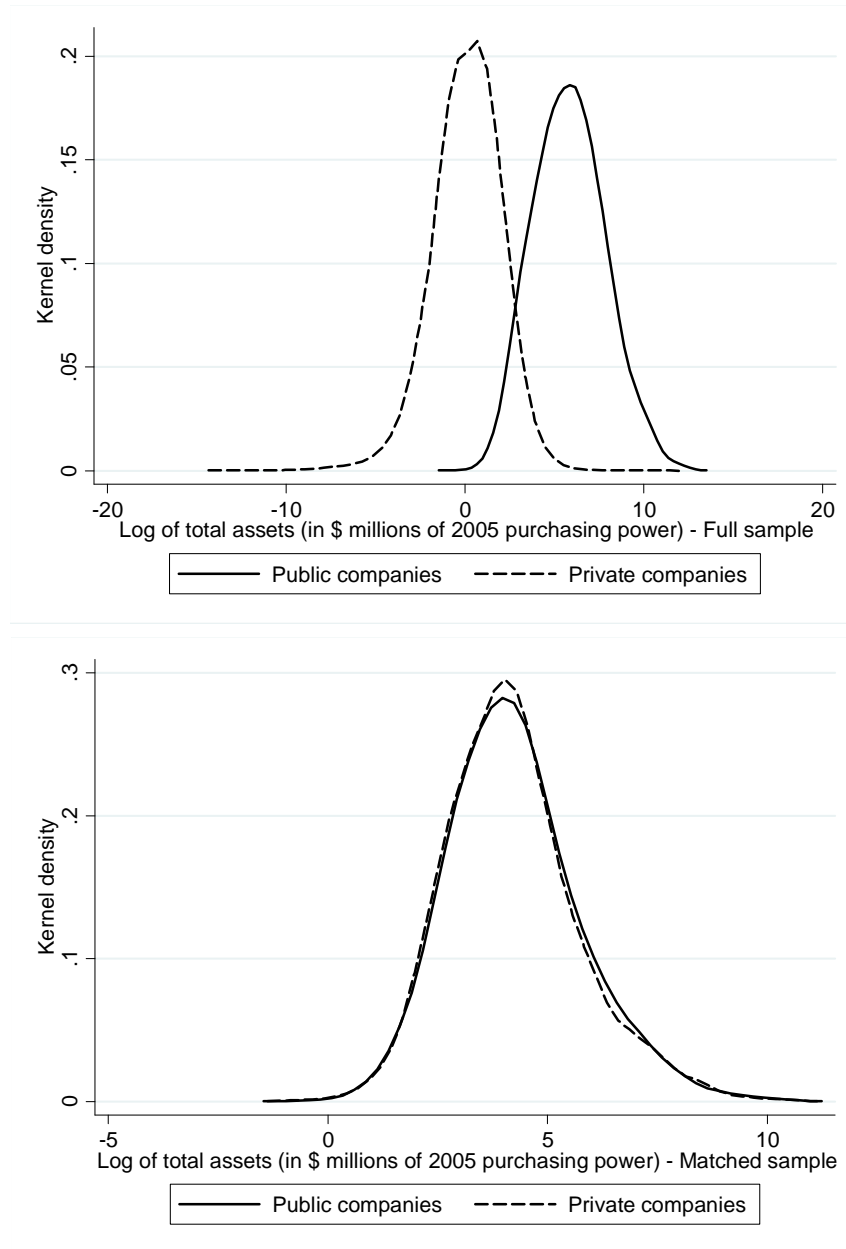 .2
.15
.1
.05
0
Kernel density
-20 -10 0 10 20
Log of total assets (in $ millions of 2005 purchasing power) - Full sample
Public companies Private companies
.3
.2
.1
0
Kernel density
-5 0 5 10
Log of total assets (in $ millions of 2005 purchasing power) - Matched sample
Public companies Private companies